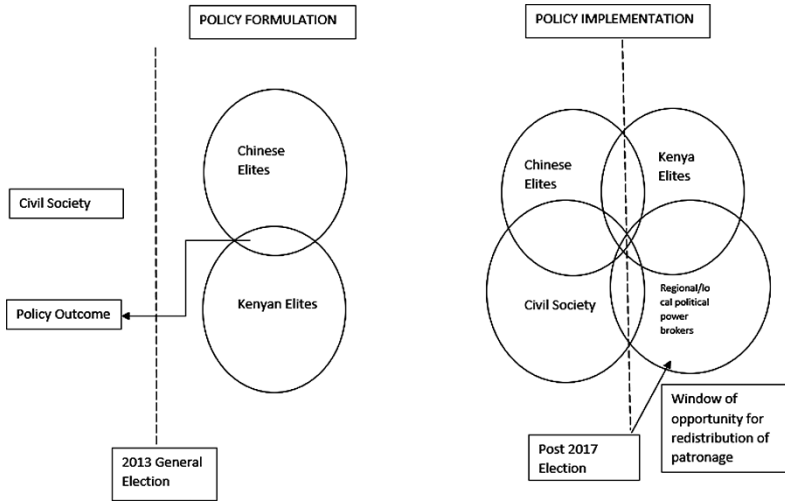 POLICY FORMULATION
Chinese
Elites
Civil Society
Kenyan Elites
Policy Outcome
2013 General
Election
POLICY IMPLEMENTATION
Chinese
Elites
Kenya
Elites
Civil Society
Regional/lo
cal political
power
brokers
Window of
opportunity for
redistribution of
patronage
Post 2017
Election